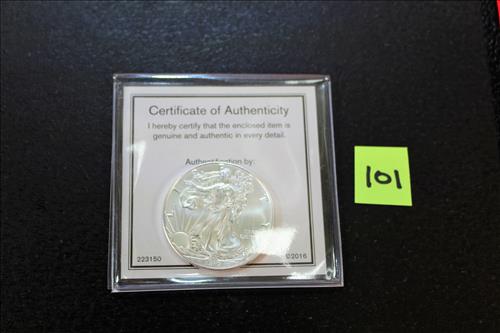 Certificate of Authenticity
I hereby certify that the enclosed item is
genuine and authentic in every detail.
Authentication by:
223150
©2016
101